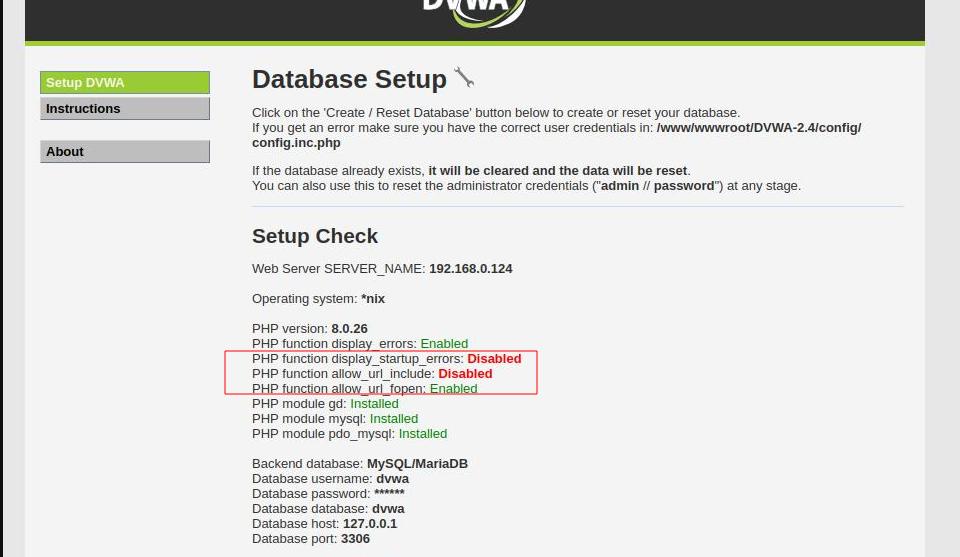 DVWA
Setup DVWA
Instructions
About
Database Setup
Click on the 'Create / Reset Database' button below to create or reset your database.
If you get an error make sure you have the correct user credentials in: /www/wwwroot/DVWA-2.4/config/
config.inc.php
If the database already exists, it will be cleared and the data will be reset.
You can also use this to reset the administrator credentials ("admin // password") at any stage.
Setup Check
Web Server SERVER_NAME: 192.168.0.124
Operating system: *nix
PHP version: 8.0.26
PHP function display_errors: Enabled
PHP function display_startup_errors: Disabled
PHP function allow_url_include: Disabled
PHP function allow_url_fopen: Enabled
PHP module gd: Installed
PHP module mysql: Installed
PHP module pdo_mysql: Installed
Backend database: MySQL/MariaDB
Database username: dvwa
Database password: ******
Database database: dvwa
Database host: 127.0.0.1
Database port: 3306